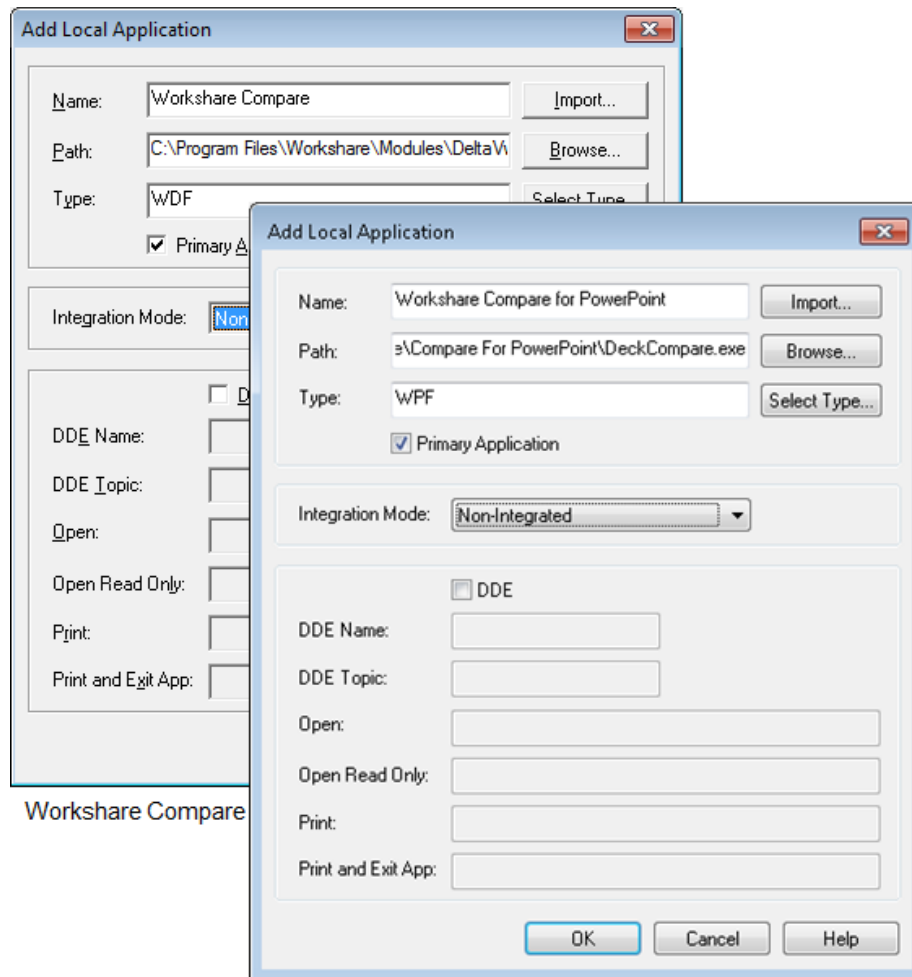 Add Local Application
Name: Workshare Compare Import...
Path: C:\Program Files\Workshare\Modules\DeltaV Browse...
Type: WDF Select Type
Primary A
Integration Mode: Non
D
DDE Name:
DDE Topic:
Open:
Open Read Only:
Print:
Print and Exit App:
Workshare Compare
Add Local Application
Name: Workshare Compare for PowerPoint Import...
Path: e\Compare For PowerPoint\DeckCompare.exe Browse...
Type: WPF Select Type...
Primary Application
Integration Mode: Non-Integrated
DDE
DDE Name:
DDE Topic:
Open:
Open Read Only:
Print:
Print and Exit App:
OK Cancel Help